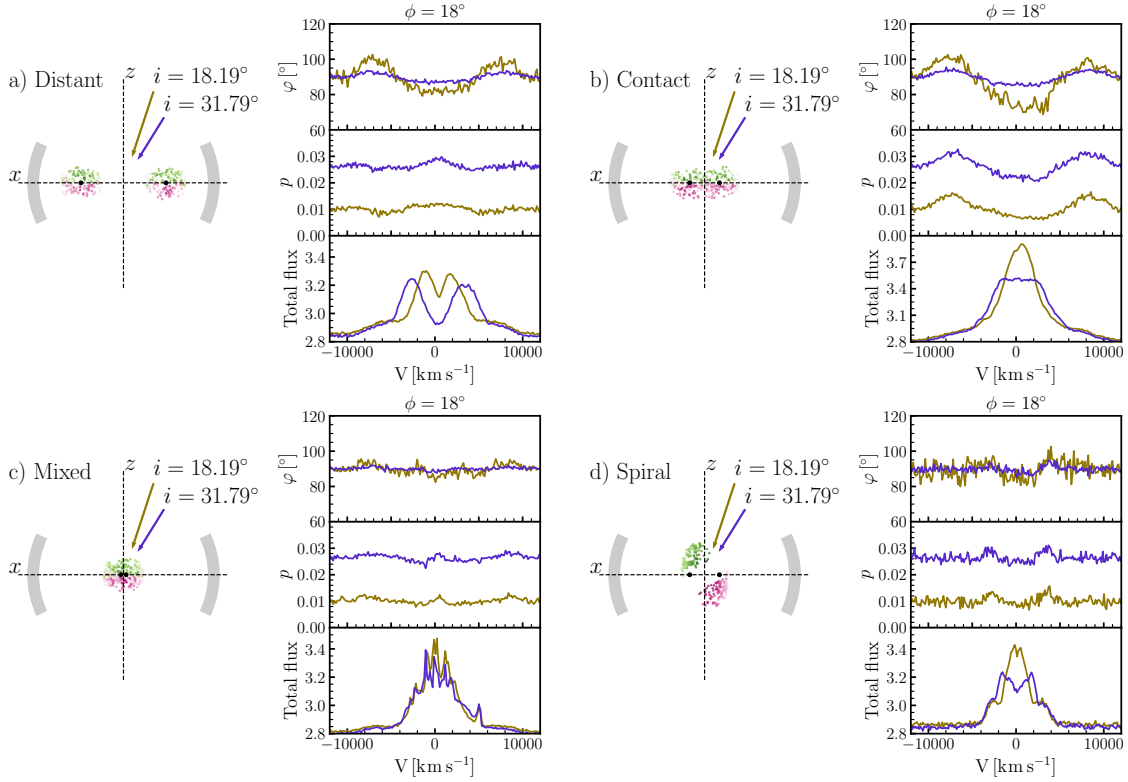 a) Distant
z
i = 18.19°
i = 31.79°
x
ϕ = 18°
φ [°]
120
100
80
60
p
0.03
0.02
0.01
0.00
Total flux
3.4
3.2
3.0
2.8
−10000
0
10000
V [km s⁻¹]
b) Contact
z
i = 18.19°
i = 31.79°
x
ϕ = 18°
φ [°]
120
100
80
60
p
0.03
0.02
0.01
0.00
Total flux
3.7
3.4
3.1
2.8
−10000
0
10000
V [km s⁻¹]
c) Mixed
z
i = 18.19°
i = 31.79°
x
ϕ = 18°
φ [°]
120
100
80
60
p
0.03
0.02
0.01
0.00
Total flux
3.4
3.2
3.0
2.8
−10000
0
10000
V [km s⁻¹]
d) Spiral
z
i = 18.19°
i = 31.79°
x
ϕ = 18°
φ [°]
120
100
80
60
p
0.03
0.02
0.01
0.00
Total flux
3.4
3.2
3.0
2.8
−10000
0
10000
V [km s⁻¹]